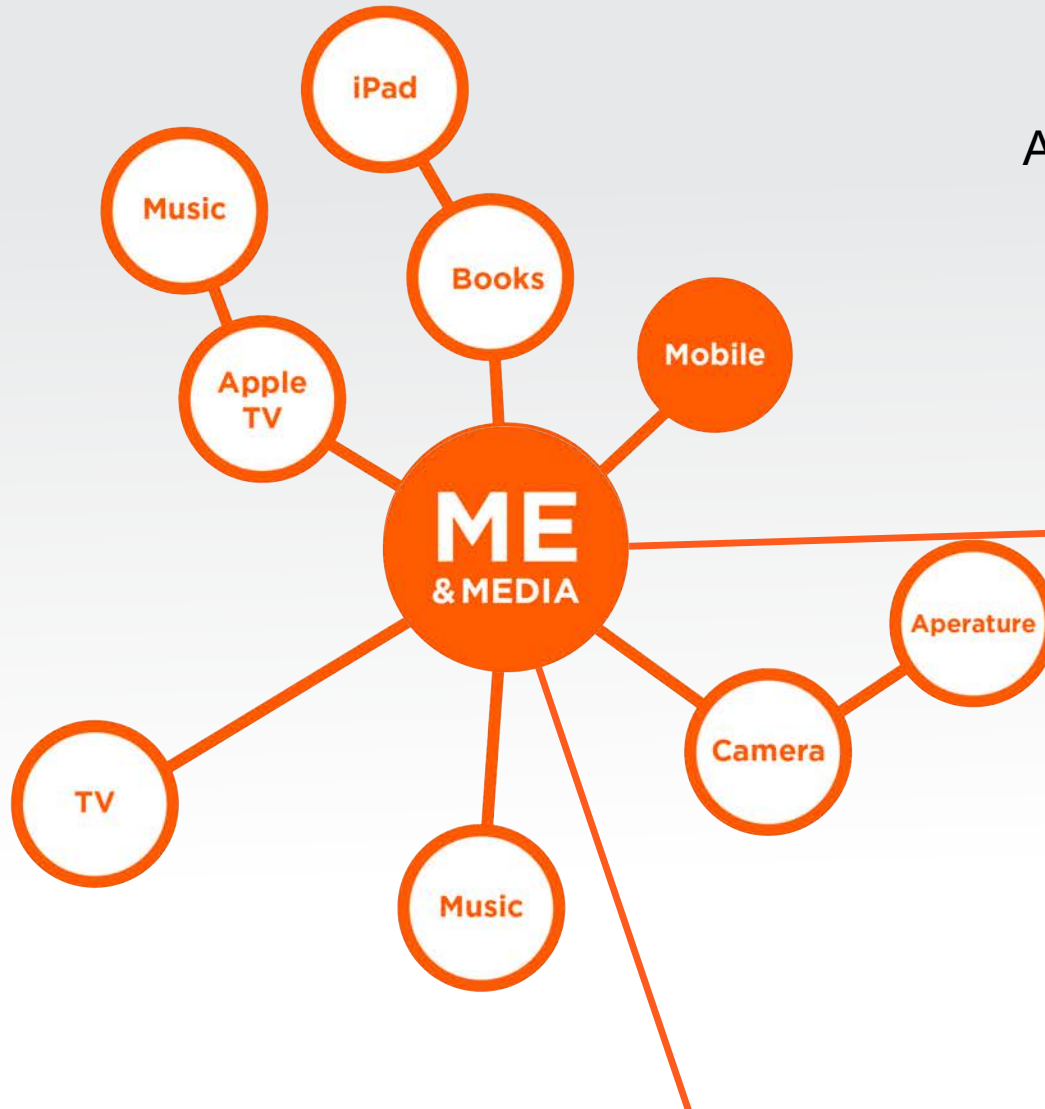 iPad
A
Music
Books
Mobile
Apple
TV
ME
& MEDIA
Aperature
Camera
TV
Music